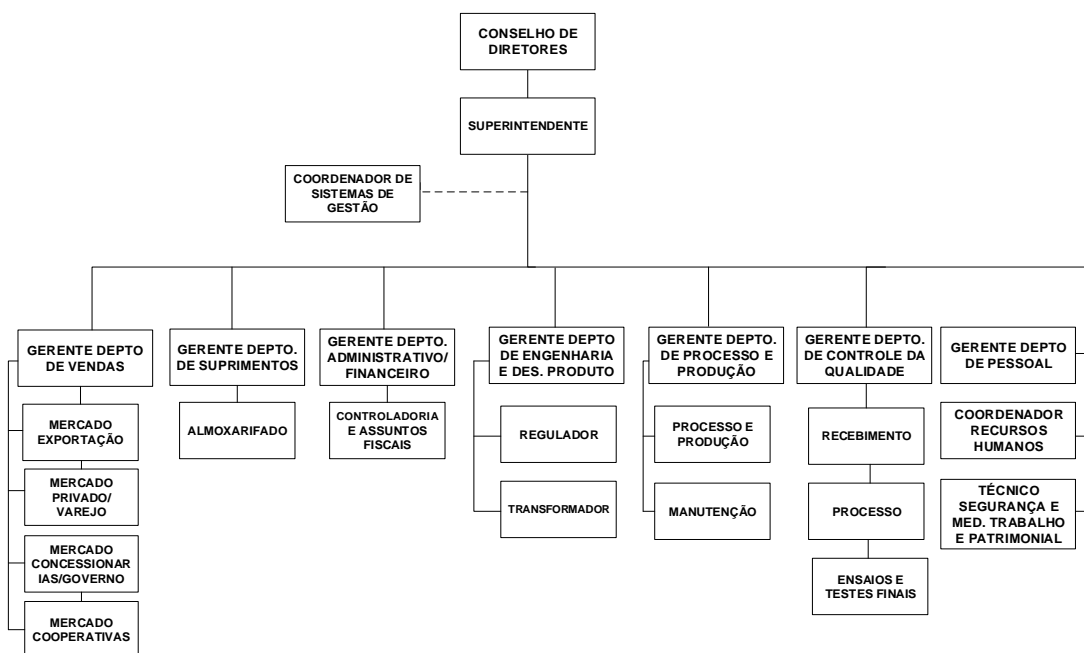 CONSELHO DE
DIRETORES
SUPERINTENDENTE
COORDENADOR DE
SISTEMAS DE
GESTÃO
GERENTE DEPTO
DE VENDAS
MERCADO
EXPORTAÇÃO
MERCADO
PRIVADO/
VAREJO
MERCADO
CONCESSIONAR
IAS/GOVERNO
MERCADO
COOPERATIVAS
GERENTE DEPTO.
DE SUPRIMENTOS
ALMOXARIFADO
GERENTE DEPTO.
ADMINISTRATIVO/
FINANCEIRO
CONTROLADORIA
E ASSUNTOS
FISCAIS
GERENTE DEPTO
DE ENGENHARIA
E DES. PRODUTO
REGULADOR
TRANSFORMADOR
GERENTE DEPTO.
DE PROCESSO E
PRODUÇÃO
PROCESSO E
PRODUÇÃO
MANUTENÇÃO
GERENTE DEPTO.
DE CONTROLE DA
QUALIDADE
RECEBIMENTO
PROCESSO
ENSAIOS E
TESTES FINAIS
GERENTE DEPTO
DE PESSOAL
COORDENADOR
RECURSOS
HUMANOS
TÉCNICO
SEGURANÇA E
MED. TRABALHO
E PATRIMONIAL